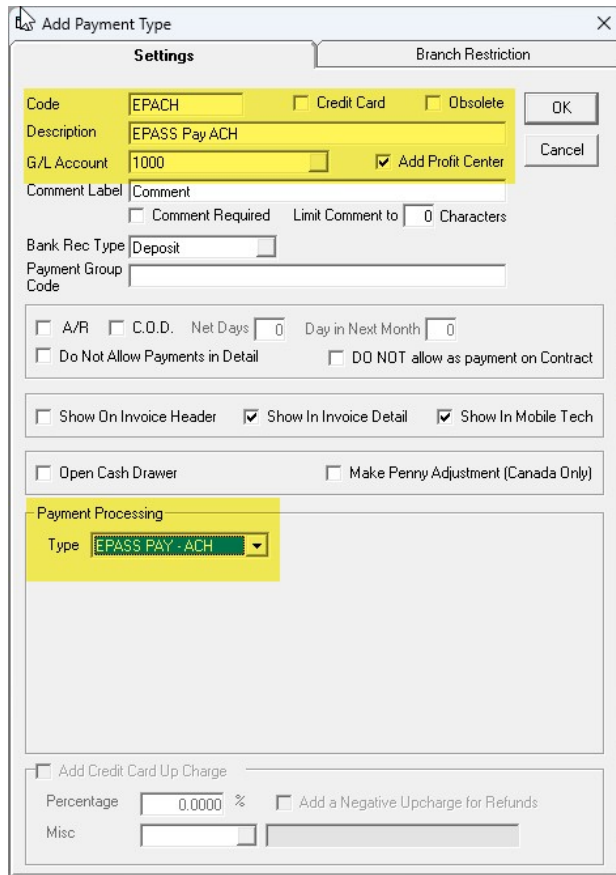 Add Payment Type
Settings Branch Restriction
Code EPACH Credit Card Obsolete OK
Description EPASS Pay ACH
G/L Account 1000 Add Profit Center Cancel
Comment Label Comment
Comment Required Limit Comment to 0 Characters
Bank Rec Type Deposit
Payment Group
Code
A/R C.O.D. Net Days 0 Day in Next Month 0
Do Not Allow Payments in Detail DO NOT allow as payment on Contract
Show On Invoice Header Show In Invoice Detail Show In Mobile Tech
Open Cash Drawer Make Penny Adjustment (Canada Only)
Payment Processing
Type EPASS PAY - ACH
Add Credit Card Up Charge
Percentage 0.0000 % Add a Negative Upcharge for Refunds
Misc